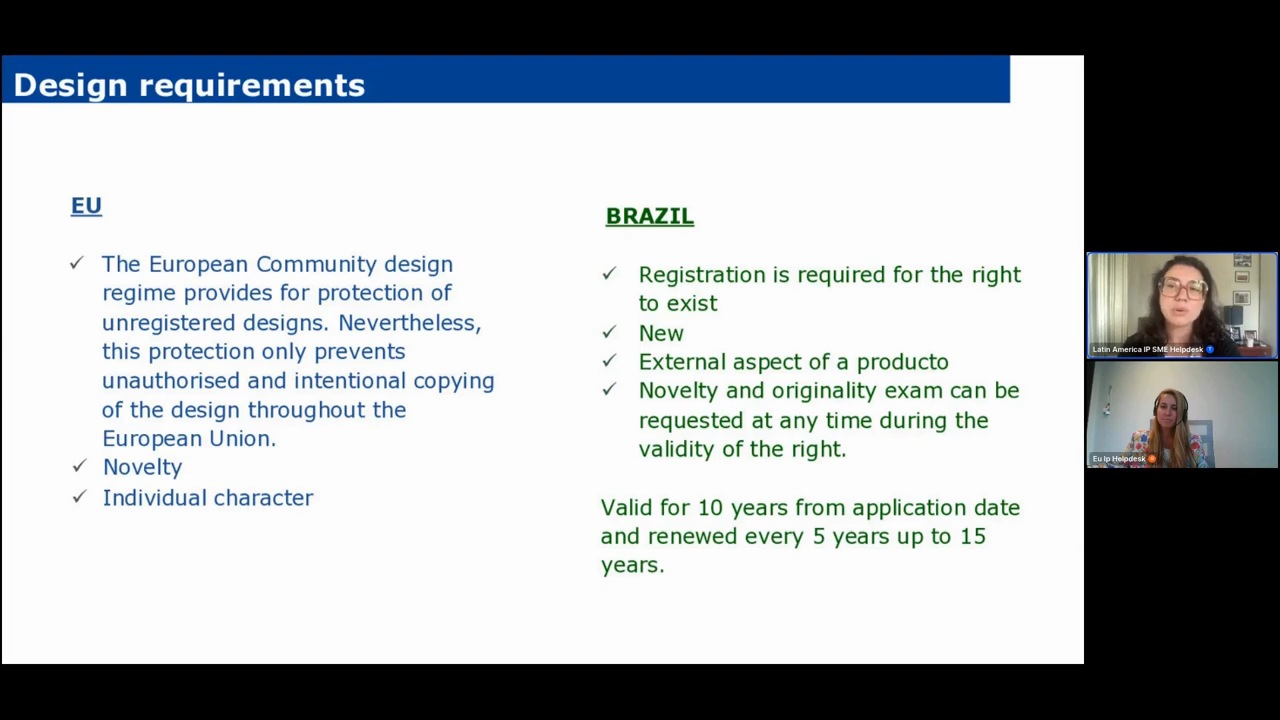 Design requirements
EU
The European Community design
regime provides for protection of
unregistered designs. Nevertheless,
this protection only prevents
unauthorised and intentional copying
of the design throughout the
European Union.
Novelty
Individual character
BRAZIL
Registration is required for the right
to exist
New
External aspect of a producto
Novelty and originality exam can be
requested at any time during the
validity of the right.
Valid for 10 years from application date
and renewed every 5 years up to 15
years.
Latin America IP SME Helpdesk
Eu Ip Helpdesk